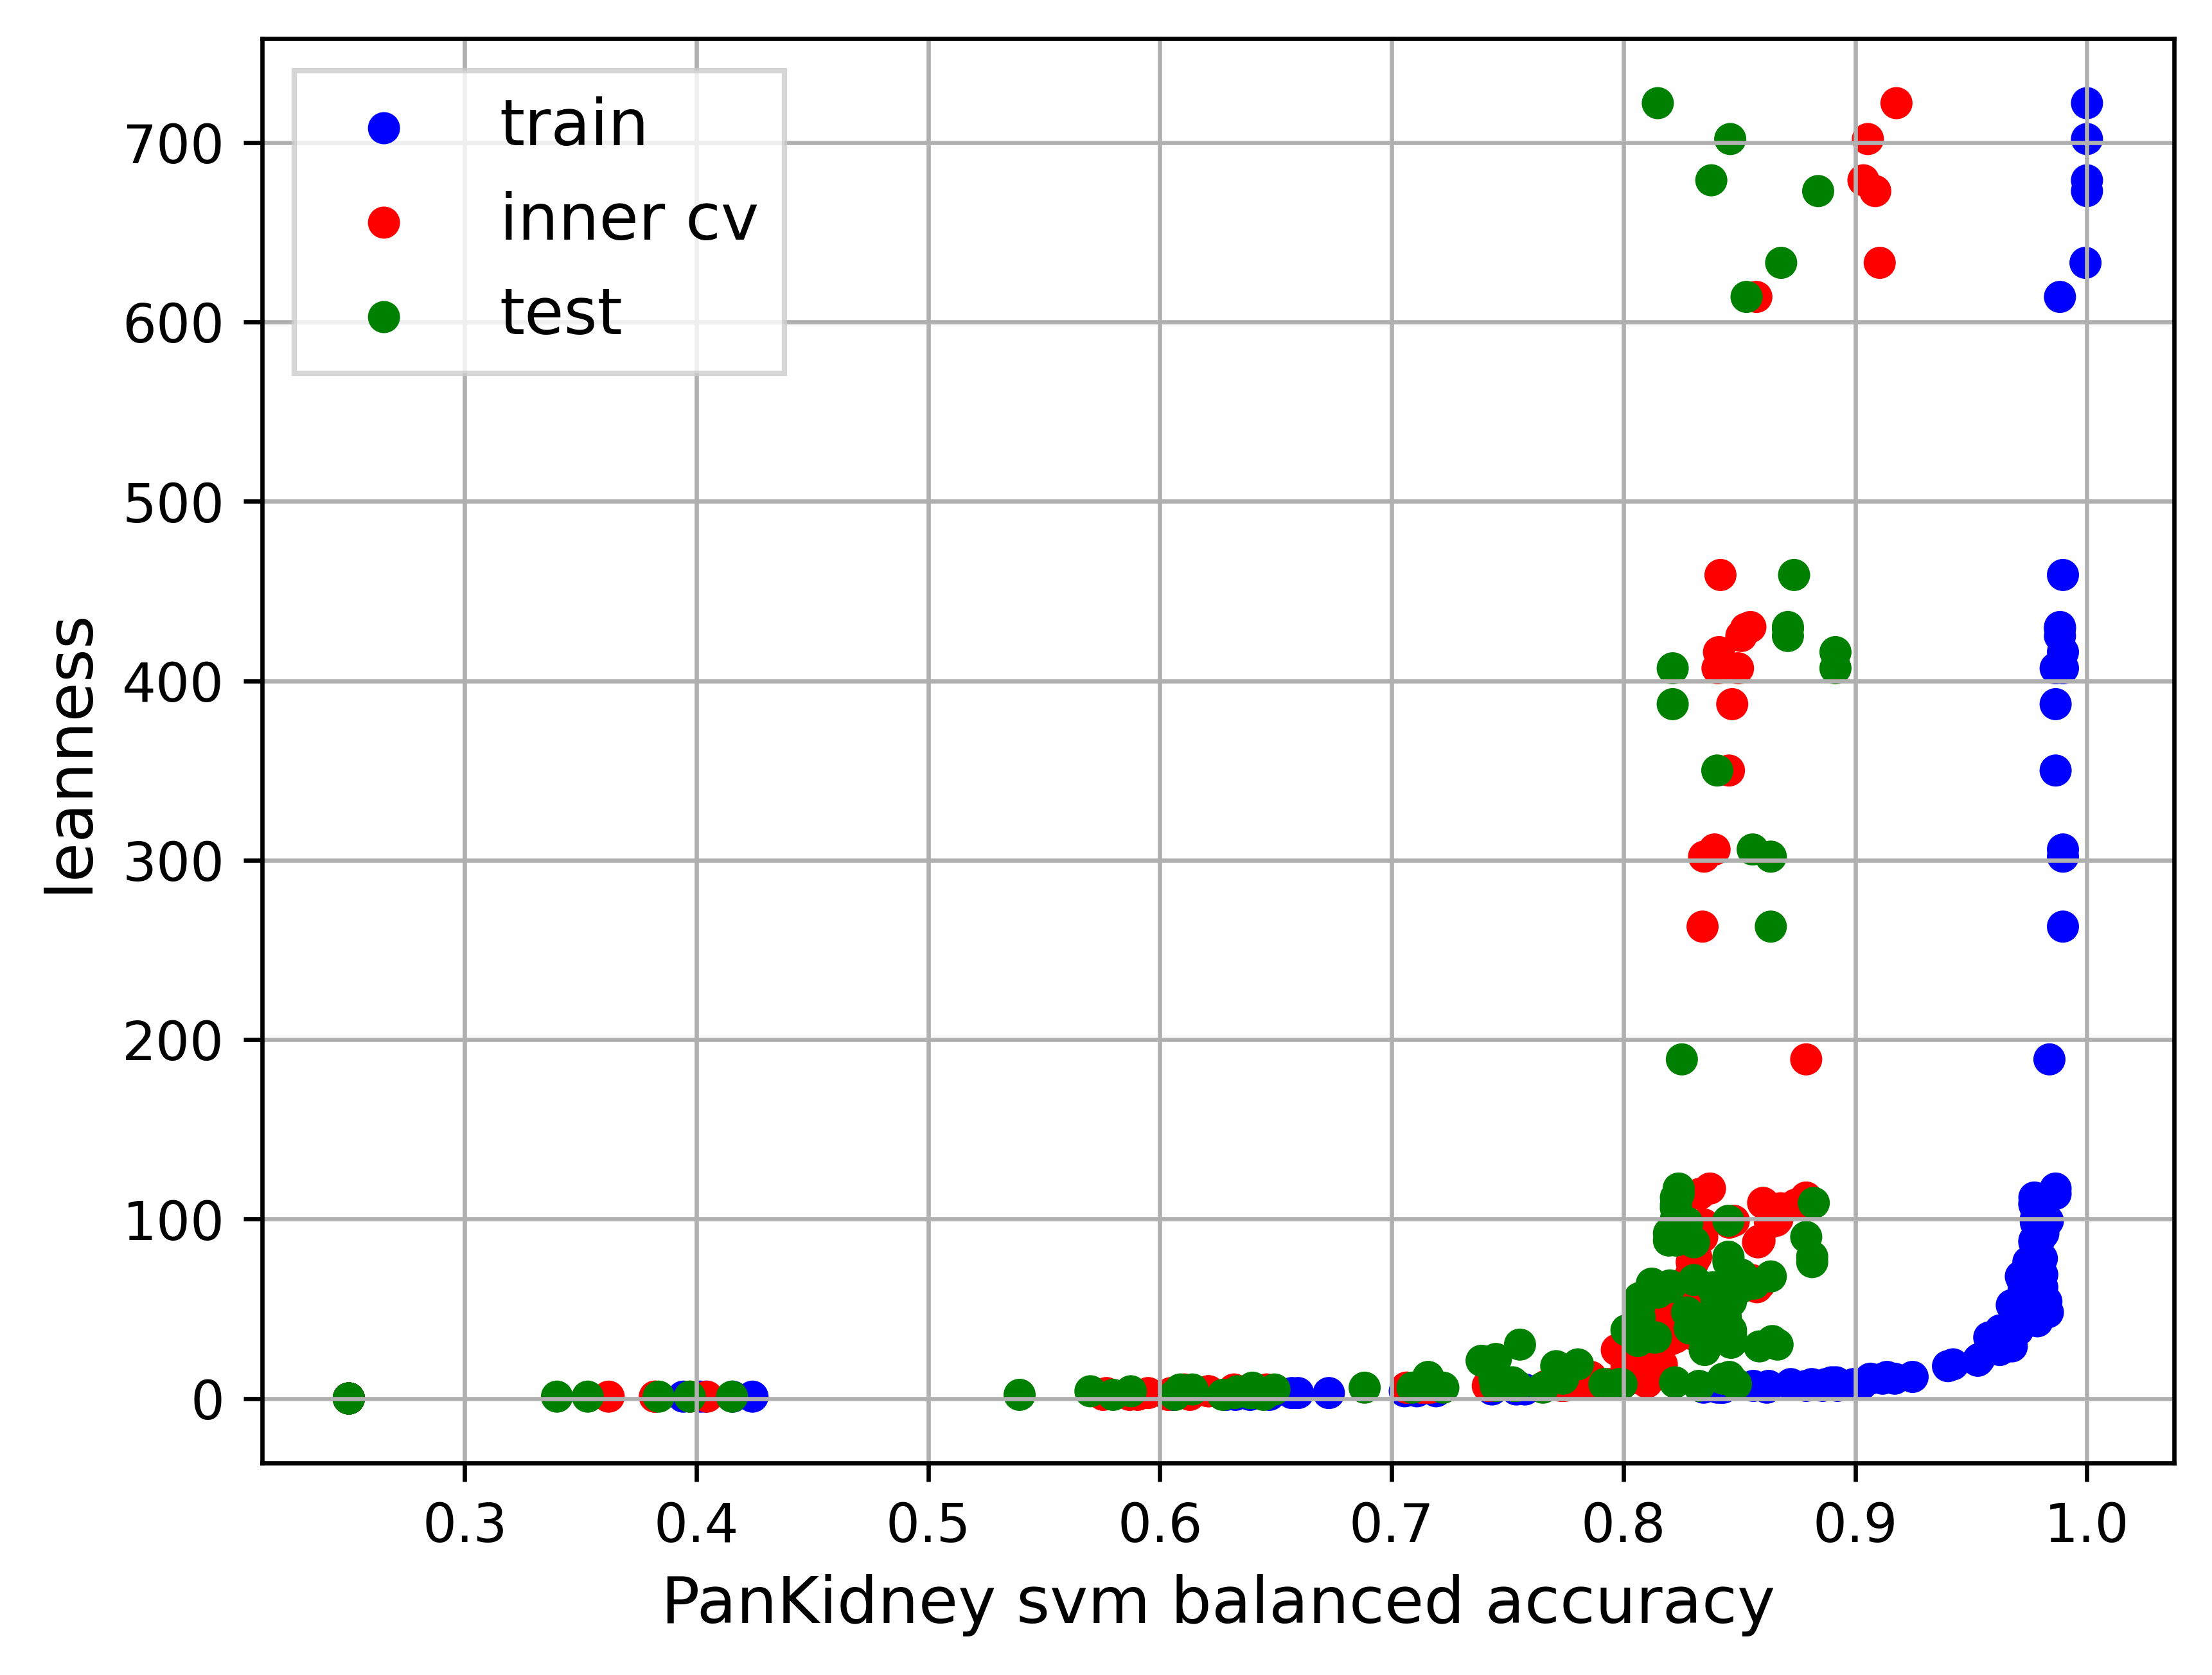 train
inner cv
test
700
600
500
400
300
200
100
0
leanness
0.3 0.4 0.5 0.6 0.7 0.8 0.9 1.0
PanKidney svm balanced accuracy